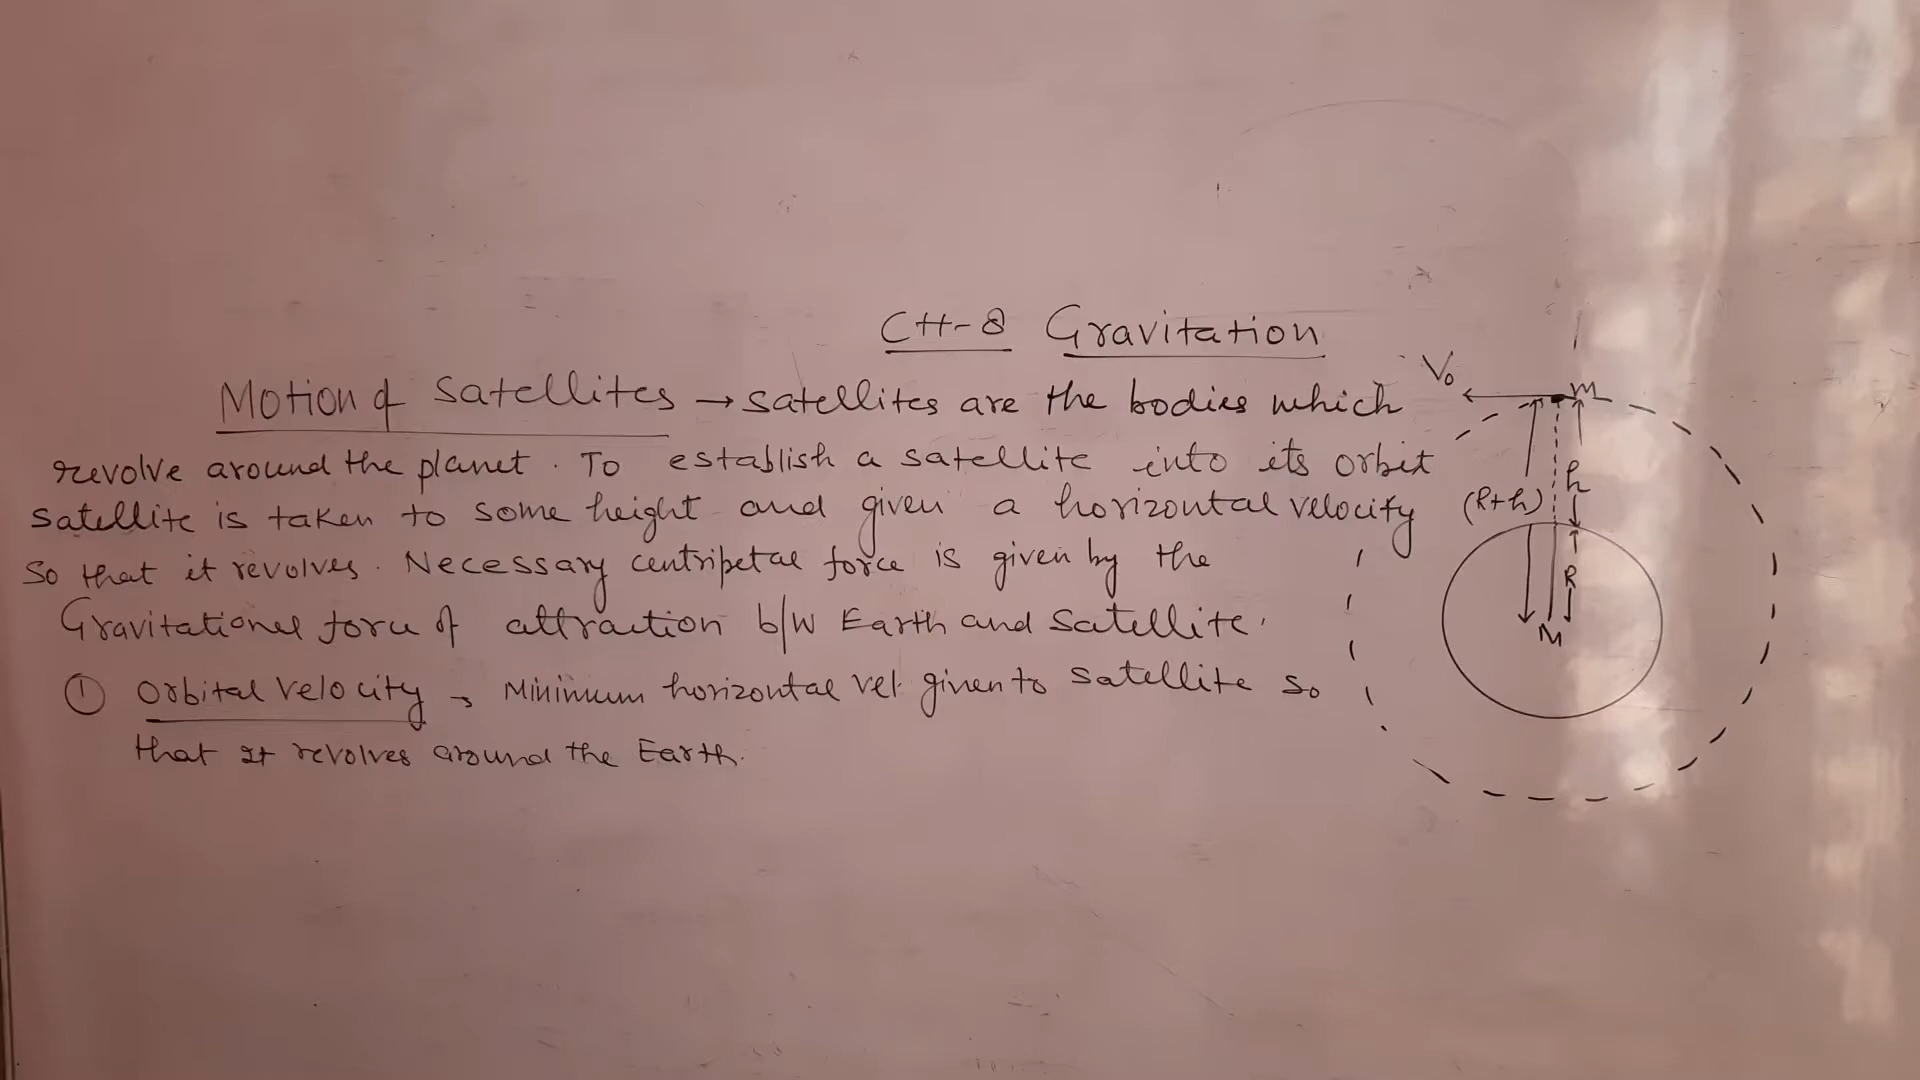 CH-8 Gravitation
Motion of Satellites → satellites are the bodies which
revolve around the planet. To establish a satellite into its orbit
satellite is taken to some height and given a horizontal velocity
so that it revolves. Necessary centripetal force is given by the
Gravitational force of attraction b/w Earth and satellite.
① Orbital velocity → Minimum horizontal vel. given to satellite so
that it revolves around the Earth.
V₀
m
h
(R+h)
R
M